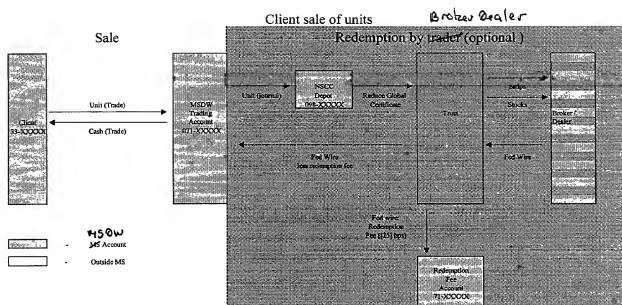 Client sale of units
Broker Dealer
Sale
Redemption by trader (optional )
Client
33-XXXXX
Unit (Trade)
Cash (Trade)
MSDW
Trading
Account
071-XXXXX
Unit (journal)
NSCC
Depot
098-XXXXX
Reduce Global
Certificate
Trust
Strips
Stocks
Broker /
Dealer
Fed Wire
less redemption fee
Fed Wire
Fed wire
Redemption
Fee ([25] bps)
Redemption
Fee
Account
71-XXXXX
MSDW
- MS Account
- Outside MS